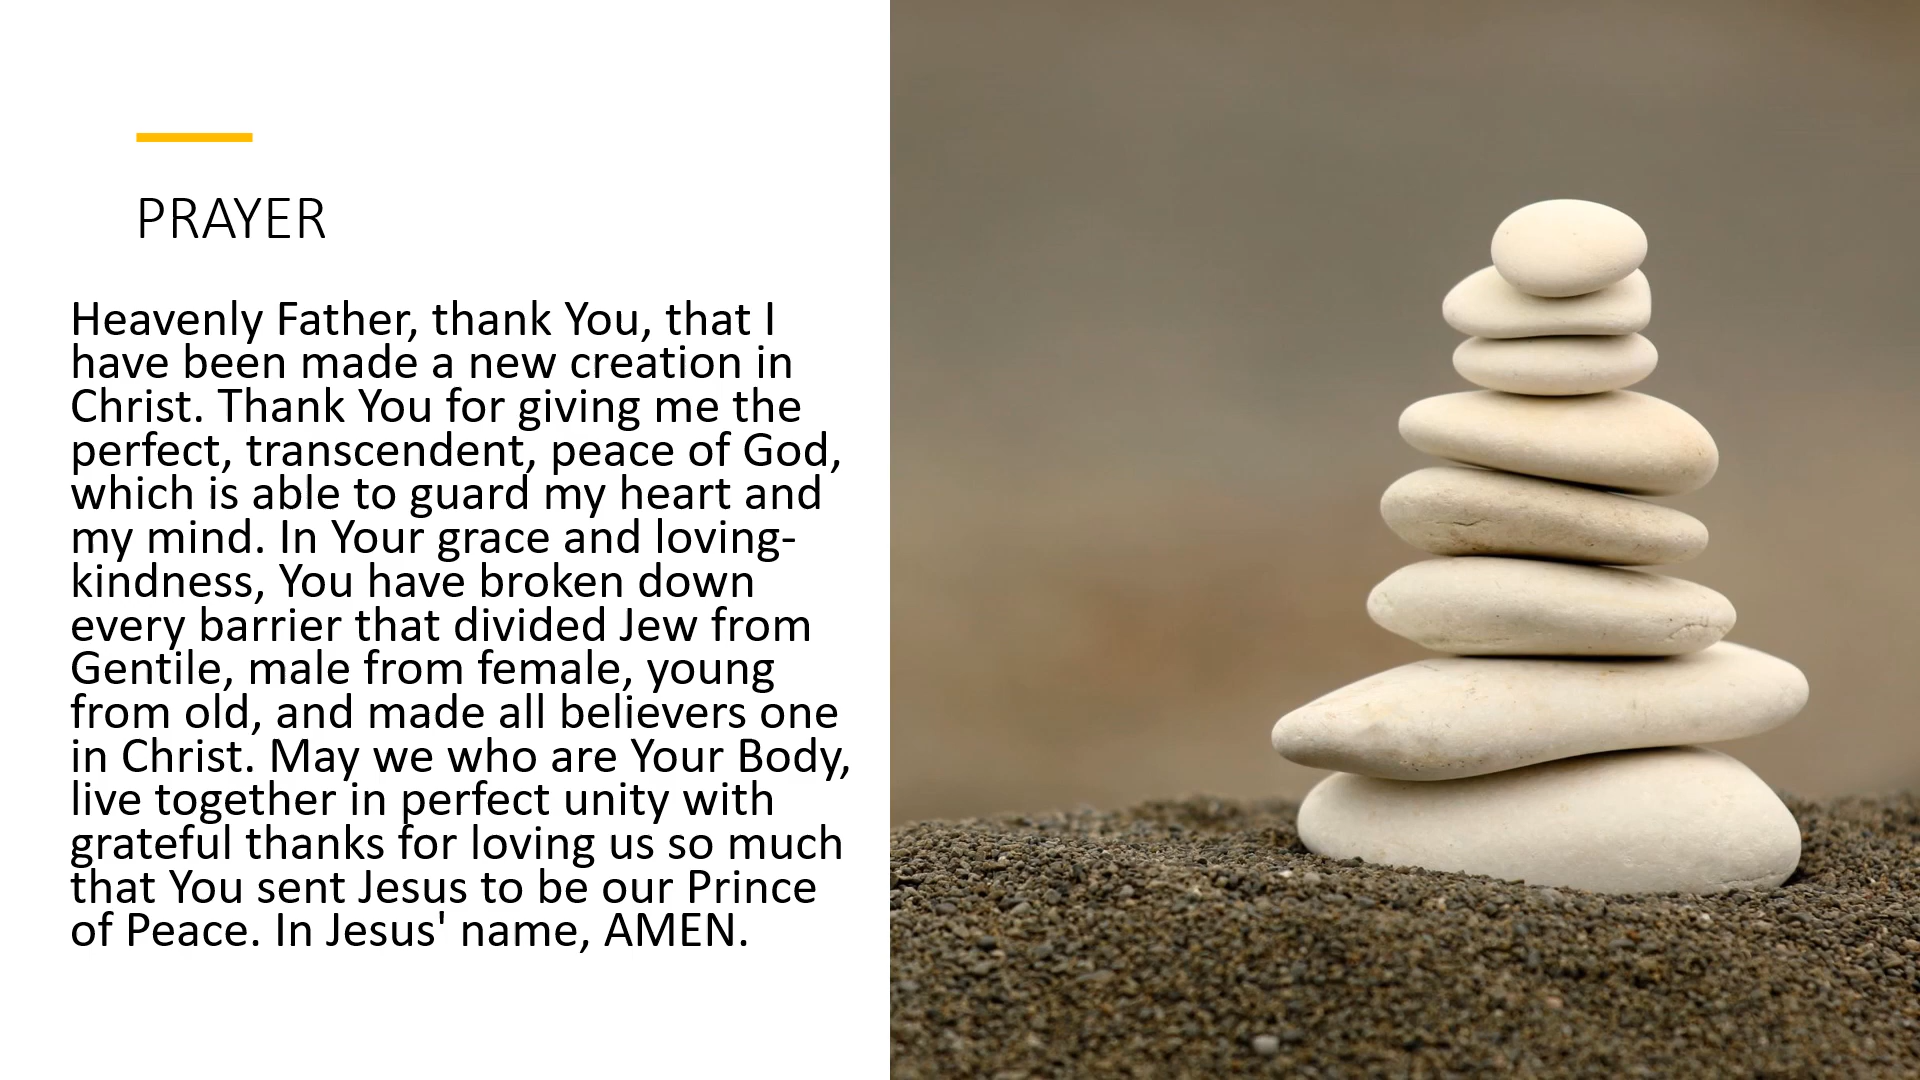 PRAYER
Heavenly Father, thank You, that I
have been made a new creation in
Christ. Thank You for giving me the
perfect, transcendent, peace of God,
which is able to guard my heart and
my mind. In Your grace and loving-
kindness, You have broken down
every barrier that divided Jew from
Gentile, male from female, young
from old, and made all believers one
in Christ. May we who are Your Body,
live together in perfect unity with
grateful thanks for loving us so much
that You sent Jesus to be our Prince
of Peace. In Jesus' name, AMEN.